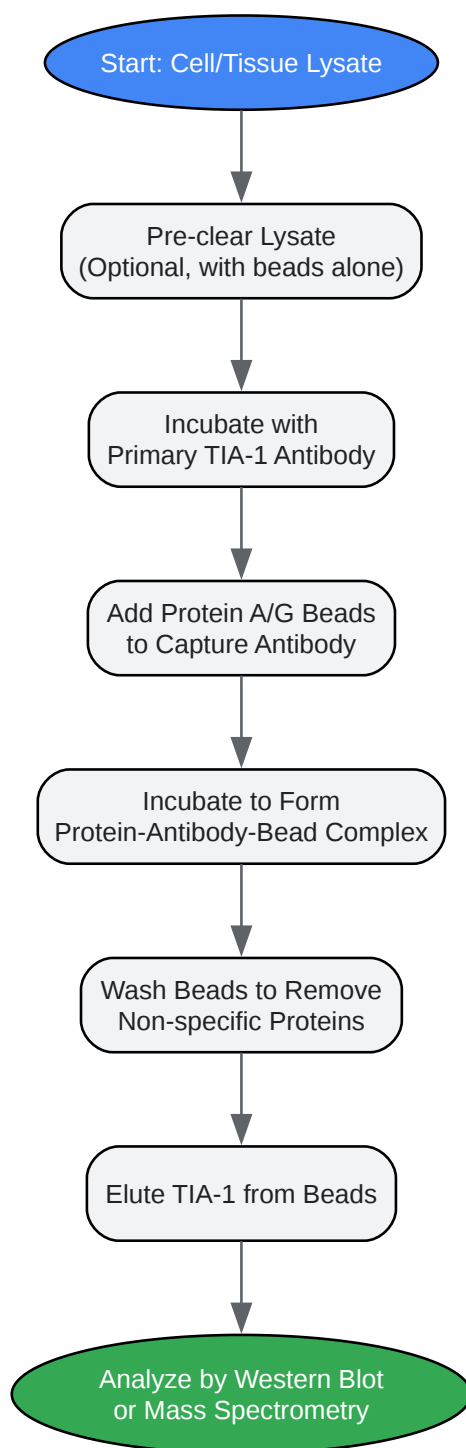 Start: Cell/Tissue Lysate
Pre-clear Lysate
(Optional, with beads alone)
Incubate with
Primary TIA-1 Antibody
Add Protein A/G Beads
to Capture Antibody
Incubate to Form
Protein-Antibody-Bead Complex
Wash Beads to Remove
Non-specific Proteins
Elute TIA-1 from Beads
Analyze by Western Blot
or Mass Spectrometry